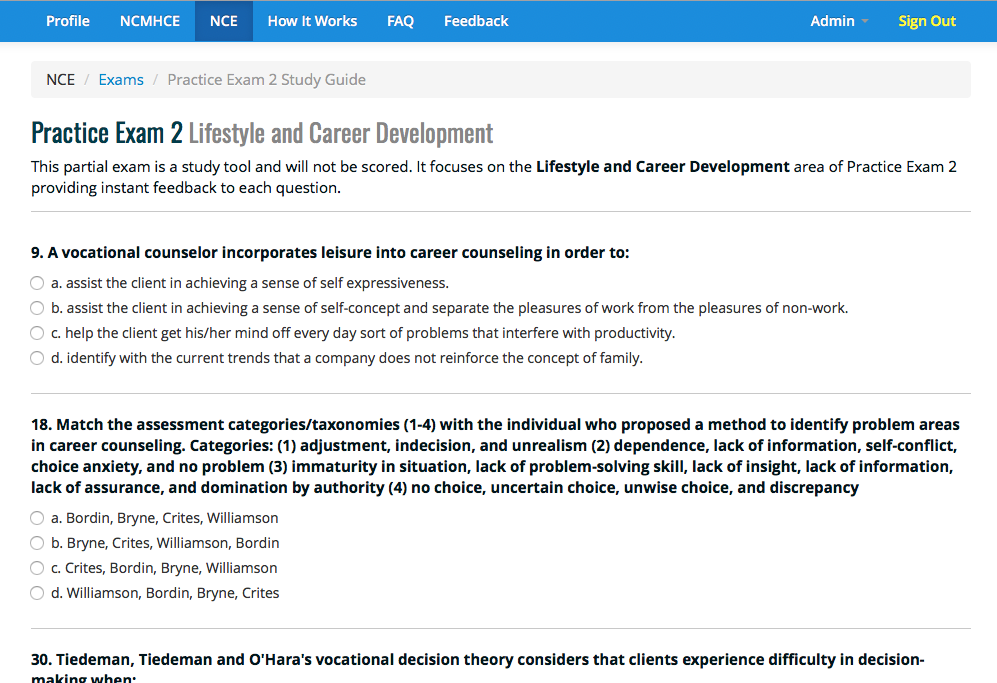 Profile NCMHCE NCE How It Works FAQ Feedback Admin Sign Out
NCE / Exams / Practice Exam 2 Study Guide
Practice Exam 2 Lifestyle and Career Development
This partial exam is a study tool and will not be scored. It focuses on the Lifestyle and Career Development area of Practice Exam 2
providing instant feedback to each question.
9. A vocational counselor incorporates leisure into career counseling in order to:
a. assist the client in achieving a sense of self expressiveness.
b. assist the client in achieving a sense of self-concept and separate the pleasures of work from the pleasures of non-work.
c. help the client get his/her mind off every day sort of problems that interfere with productivity.
d. identify with the current trends that a company does not reinforce the concept of family.
18. Match the assessment categories/taxonomies (1-4) with the individual who proposed a method to identify problem areas
in career counseling. Categories: (1) adjustment, indecision, and unrealism (2) dependence, lack of information, self-conflict,
choice anxiety, and no problem (3) immaturity in situation, lack of problem-solving skill, lack of insight, lack of information,
lack of assurance, and domination by authority (4) no choice, uncertain choice, unwise choice, and discrepancy
a. Bordin, Bryne, Crites, Williamson
b. Bryne, Crites, Williamson, Bordin
c. Crites, Bordin, Bryne, Williamson
d. Williamson, Bordin, Bryne, Crites
30. Tiedeman, Tiedeman and O'Hara's vocational decision theory considers that clients experience difficulty in decision-
making when: